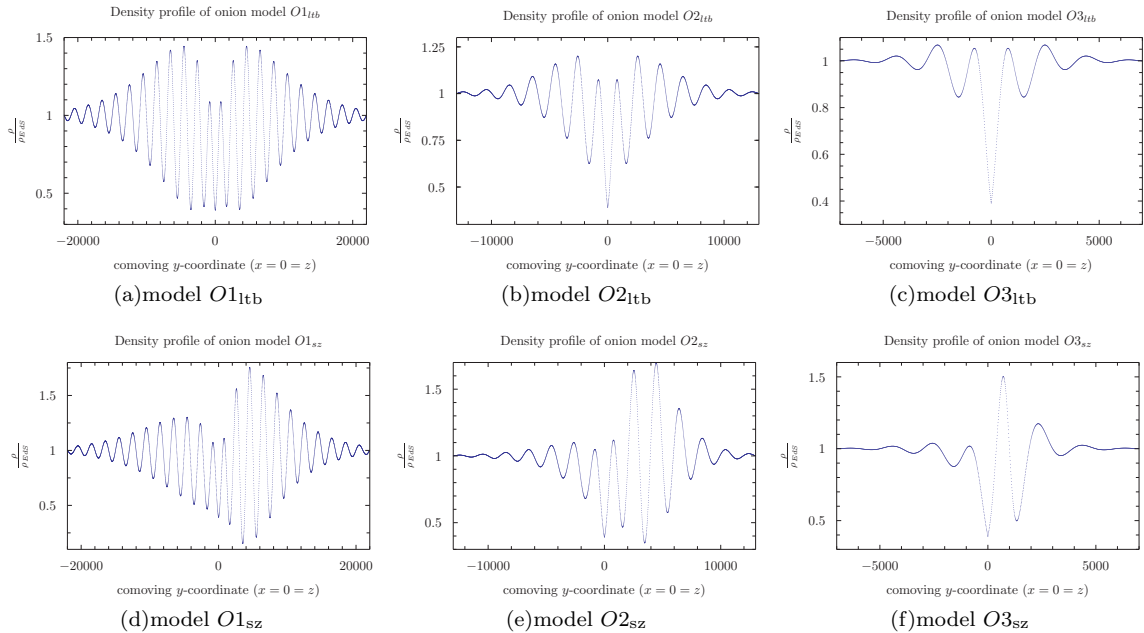 Density profile of onion model O1ltb
1.5
1
0.5
ρ
ρEdS
−20000
0
20000
comoving y-coordinate (x = 0 = z)
(a)model O1ltb
Density profile of onion model O2ltb
1.25
1
0.75
0.5
ρ
ρEdS
−10000
0
10000
comoving y-coordinate (x = 0 = z)
(b)model O2ltb
Density profile of onion model O3ltb
1
0.8
0.6
0.4
ρ
ρEdS
−5000
0
5000
comoving y-coordinate (x = 0 = z)
(c)model O3ltb
Density profile of onion model O1sz
1.5
1
0.5
ρ
ρEdS
−20000
0
20000
comoving y-coordinate (x = 0 = z)
(d)model O1sz
Density profile of onion model O2sz
1.5
1
0.5
ρ
ρEdS
−10000
0
10000
comoving y-coordinate (x = 0 = z)
(e)model O2sz
Density profile of onion model O3sz
1.5
1
0.5
ρ
ρEdS
−5000
0
5000
comoving y-coordinate (x = 0 = z)
(f)model O3sz